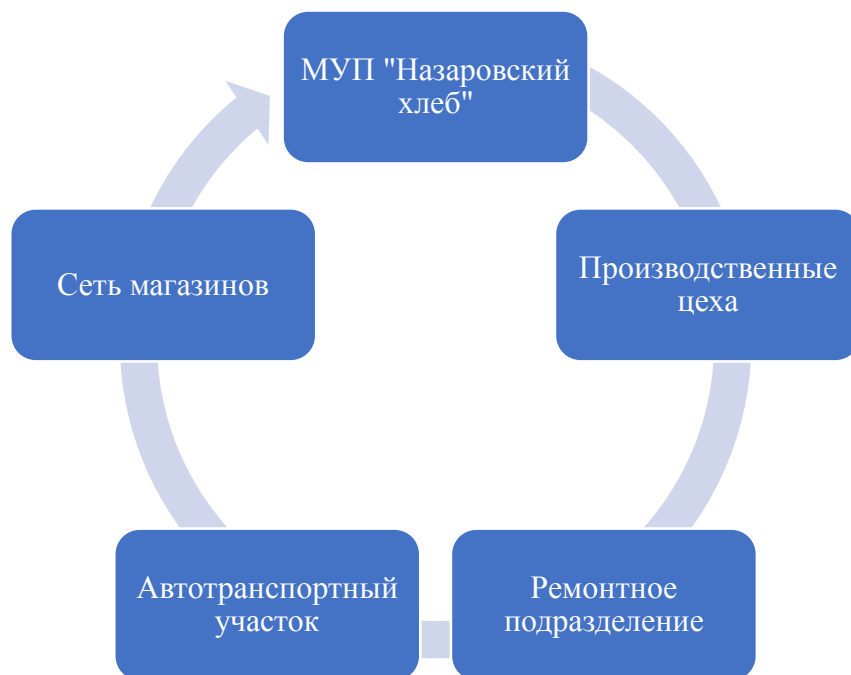 МУП "Назаровский
хлеб"
Производственные
цеха
Ремонтное
подразделение
Автотранспортный
участок
Сеть магазинов